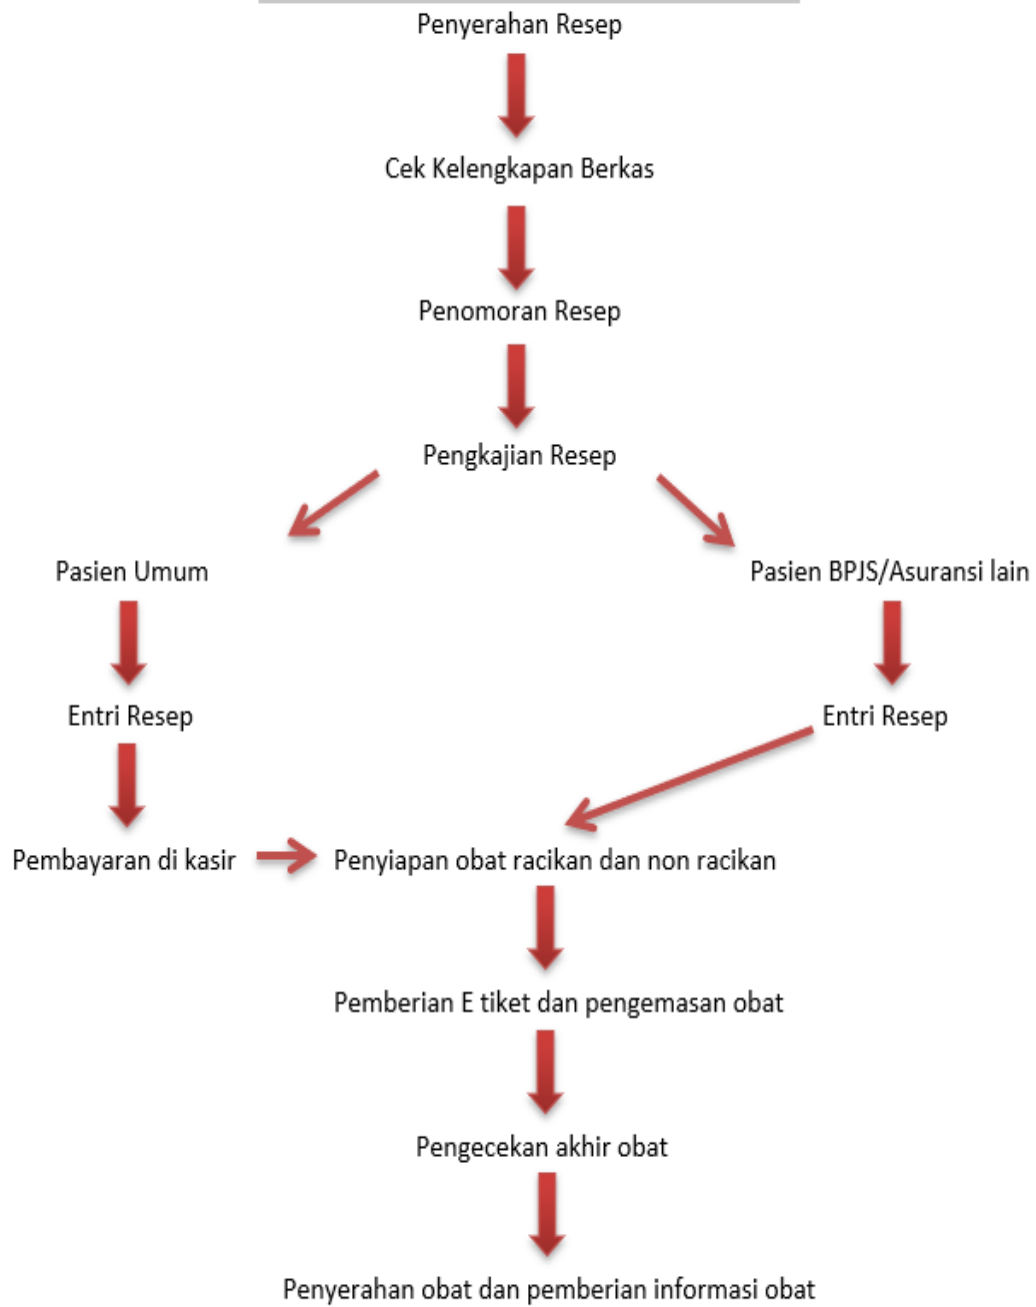 Penyerahan Resep
Cek Kelengkapan Berkas
Penomoran Resep
Pengkajian Resep
Pasien Umum
Pasien BPJS/Asuransi lain
Entri Resep
Entri Resep
Pembayaran di kasir
Penyiapan obat racikan dan non racikan
Pemberian E tiket dan pengemasan obat
Pengecekan akhir obat
Penyerahan obat dan pemberian informasi obat